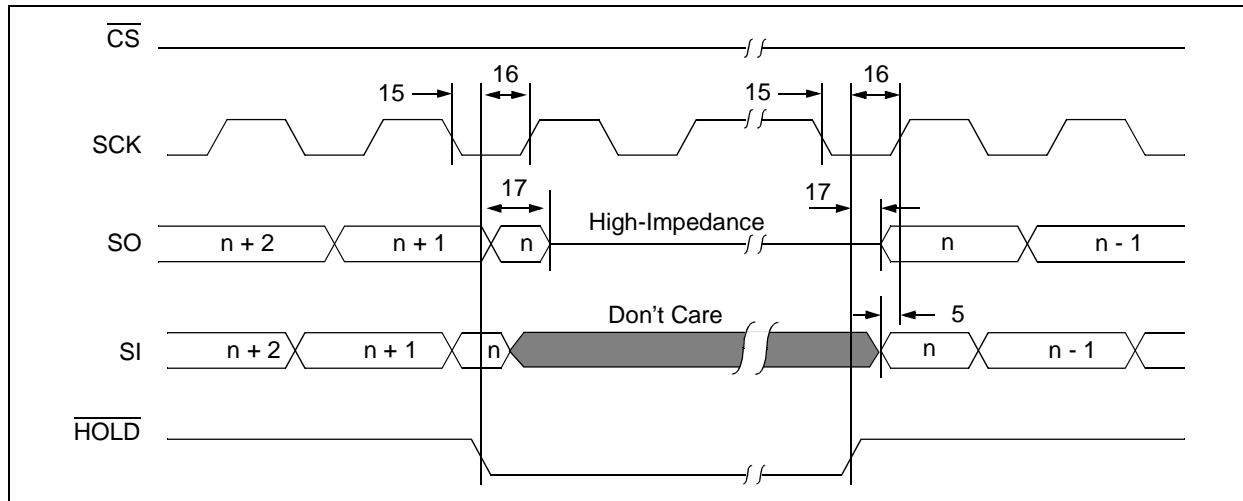 CS
16
16
15
15
SCK
17
17
High-Impedance
SO
n + 2
n + 1
n
n
n - 1
Don't Care
5
SI
n + 2
n + 1
n
n
n - 1
HOLD